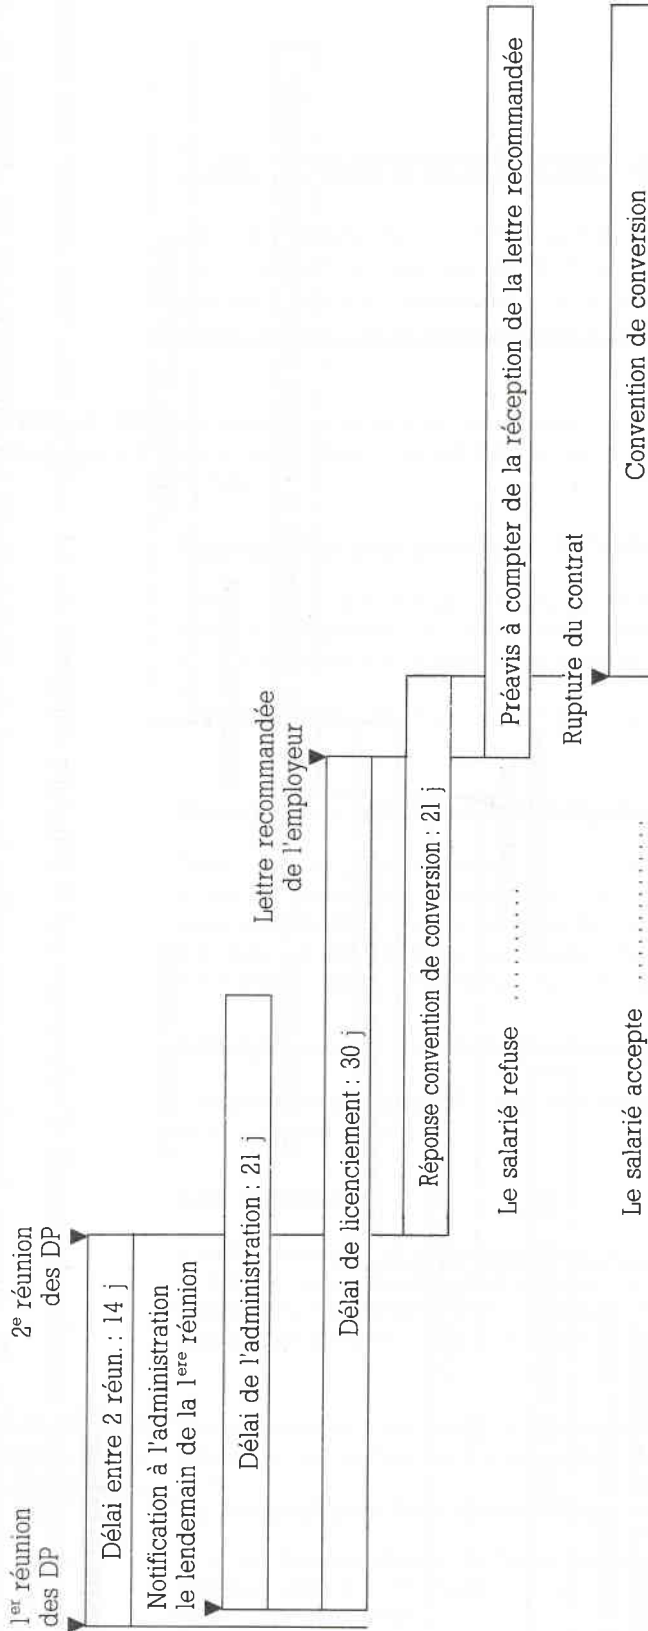 1er réunion
des DP
2e réunion
des DP
Délai entre 2 réun. : 14 j
Notification à l'administration
le lendemain de la 1ere réunion
Délai de l'administration : 21 j
Lettre recommandée
de l'employeur
Délai de licenciement : 30 j
Réponse convention de conversion : 21 j
Le salarié refuse ..........
Préavis à compter de la réception de la lettre recommandée
Rupture du contrat
Le salarié accepte ...............
Convention de conversion